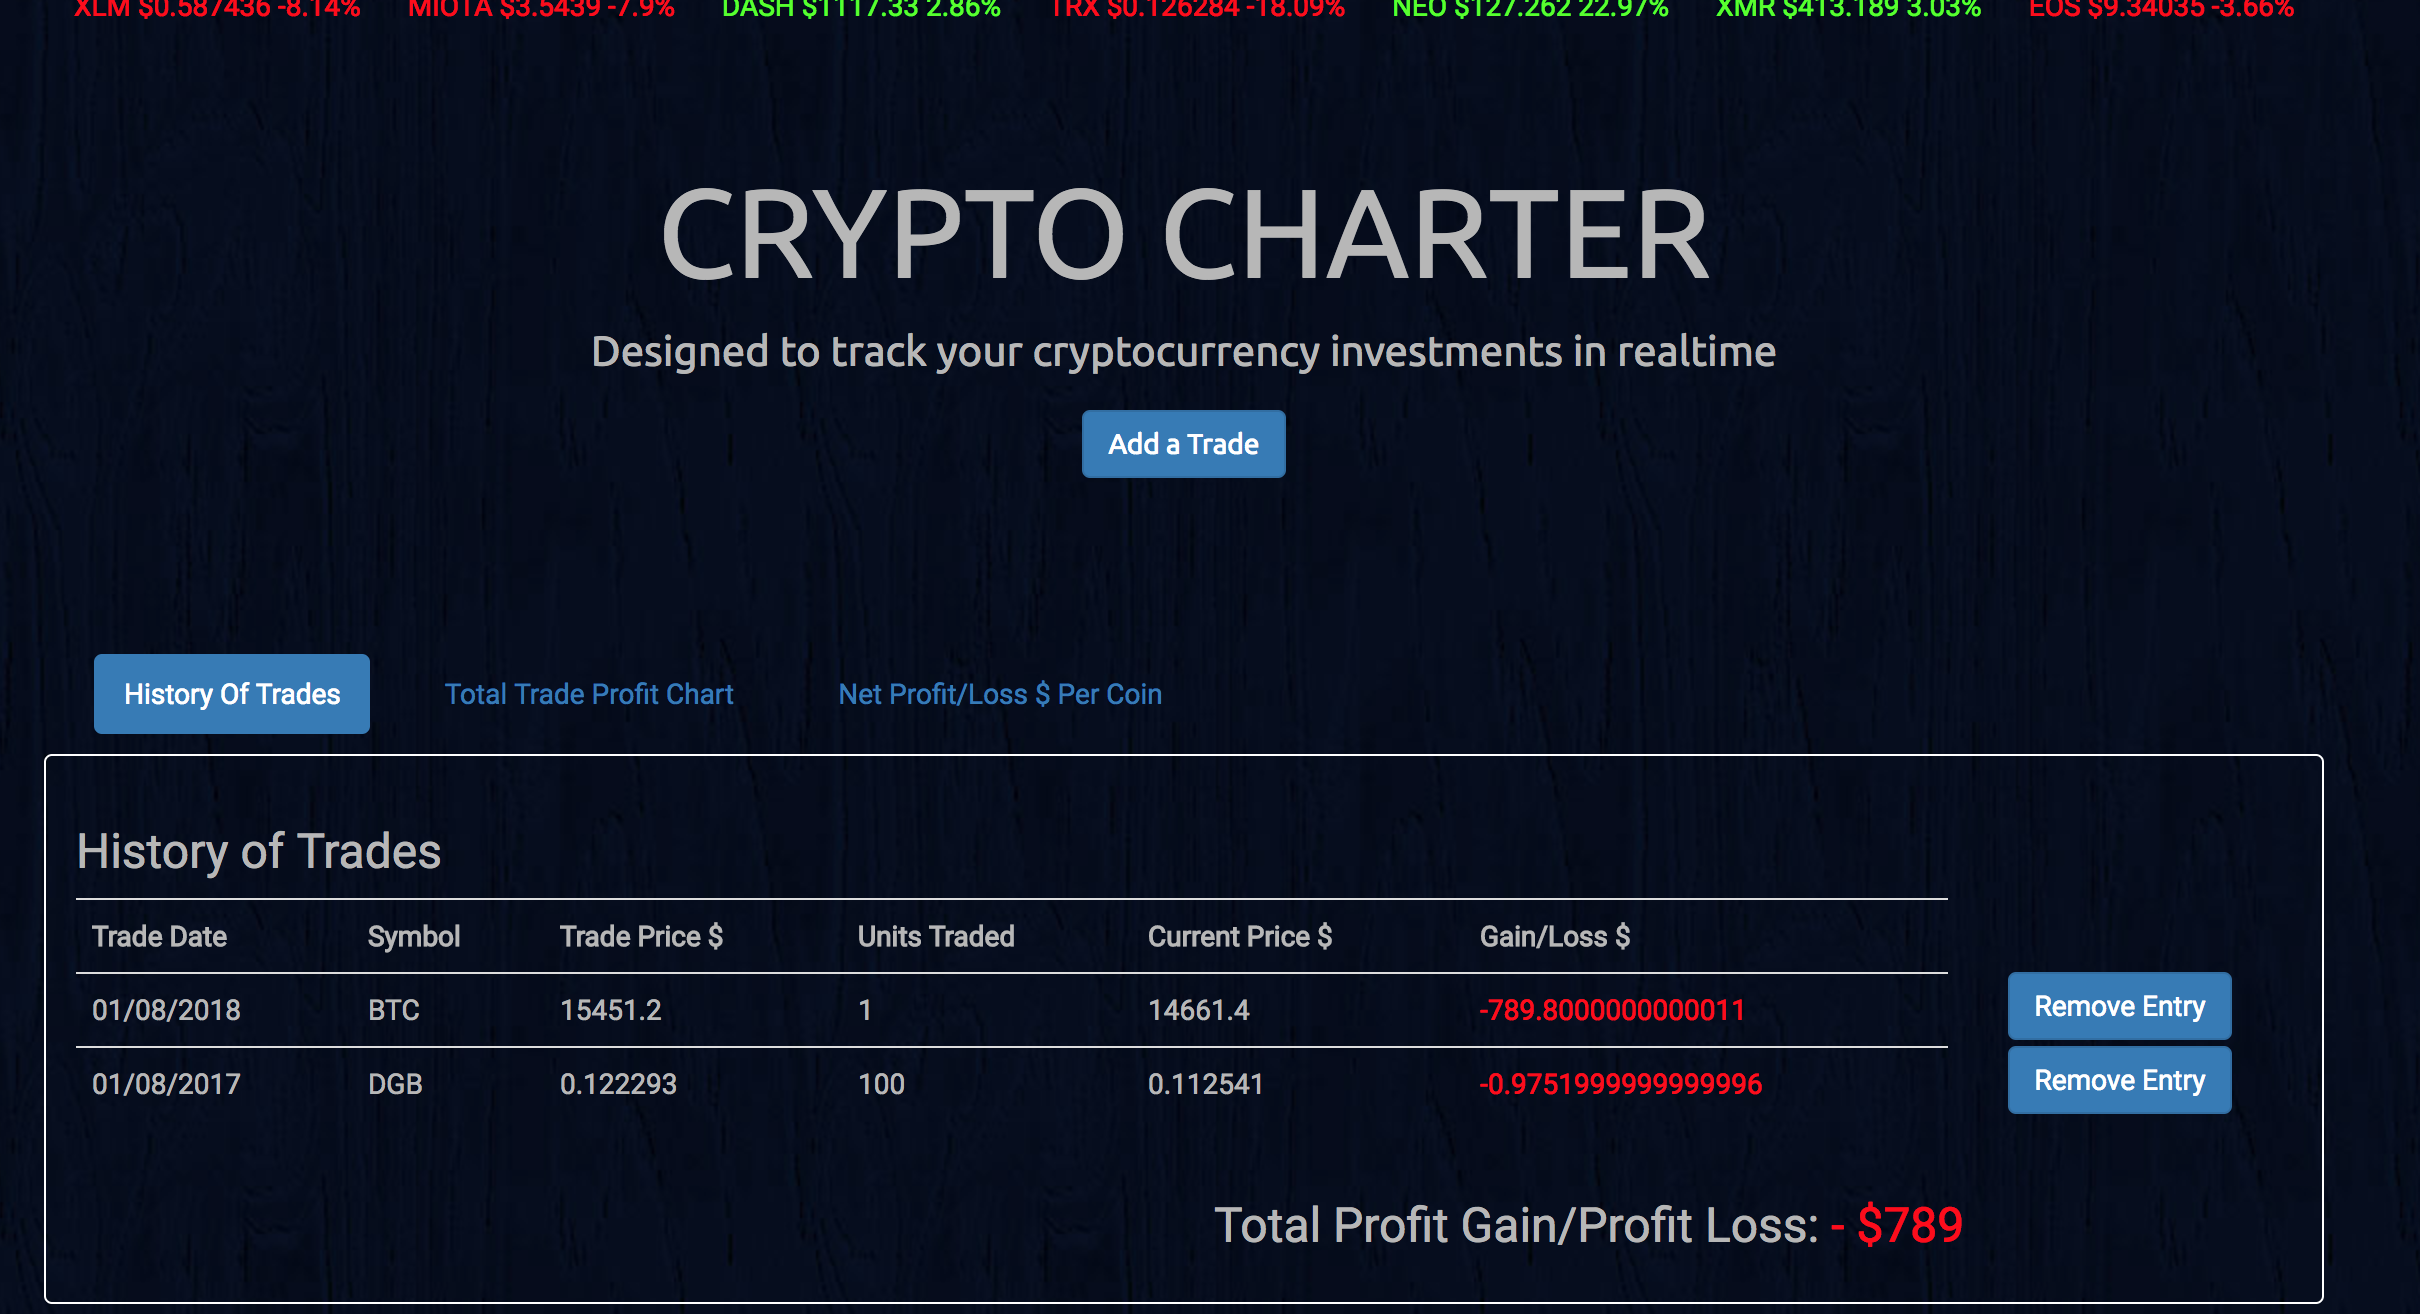 XLM $0.587436 -8.14% MIOTA $3.5439 -7.9% DASH $1117.33 2.86% TRX $0.126284 -18.09% NEO $127.262 22.97% XMR $413.189 3.03% EOS $9.34035 -3.66%
CRYPTO CHARTER
Designed to track your cryptocurrency investments in realtime
Add a Trade
History Of Trades Total Trade Profit Chart Net Profit/Loss $ Per Coin
History of Trades
Trade Date Symbol Trade Price $ Units Traded Current Price $ Gain/Loss $
01/08/2018 BTC 15451.2 1 14661.4 -789.8000000000011 Remove Entry
01/08/2017 DGB 0.122293 100 0.112541 -0.9751999999999996 Remove Entry
Total Profit Gain/Profit Loss: - $789